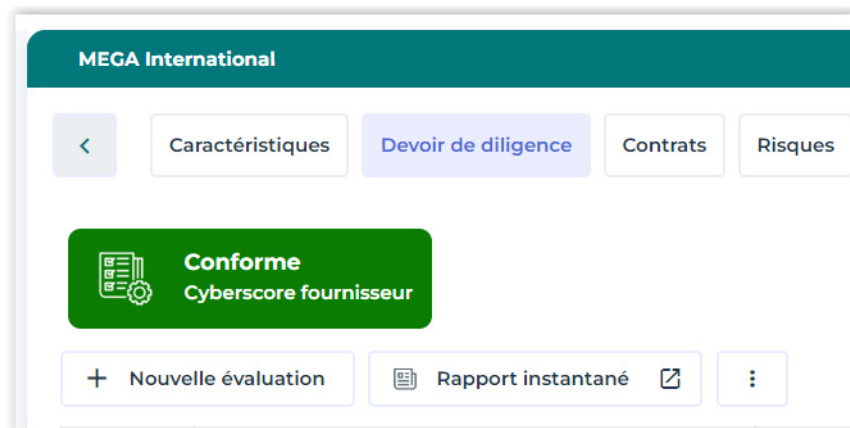 MEGA International
Caractéristiques Devoir de diligence Contrats Risques
Conforme
Cyberscore fournisseur
+ Nouvelle évaluation Rapport instantané